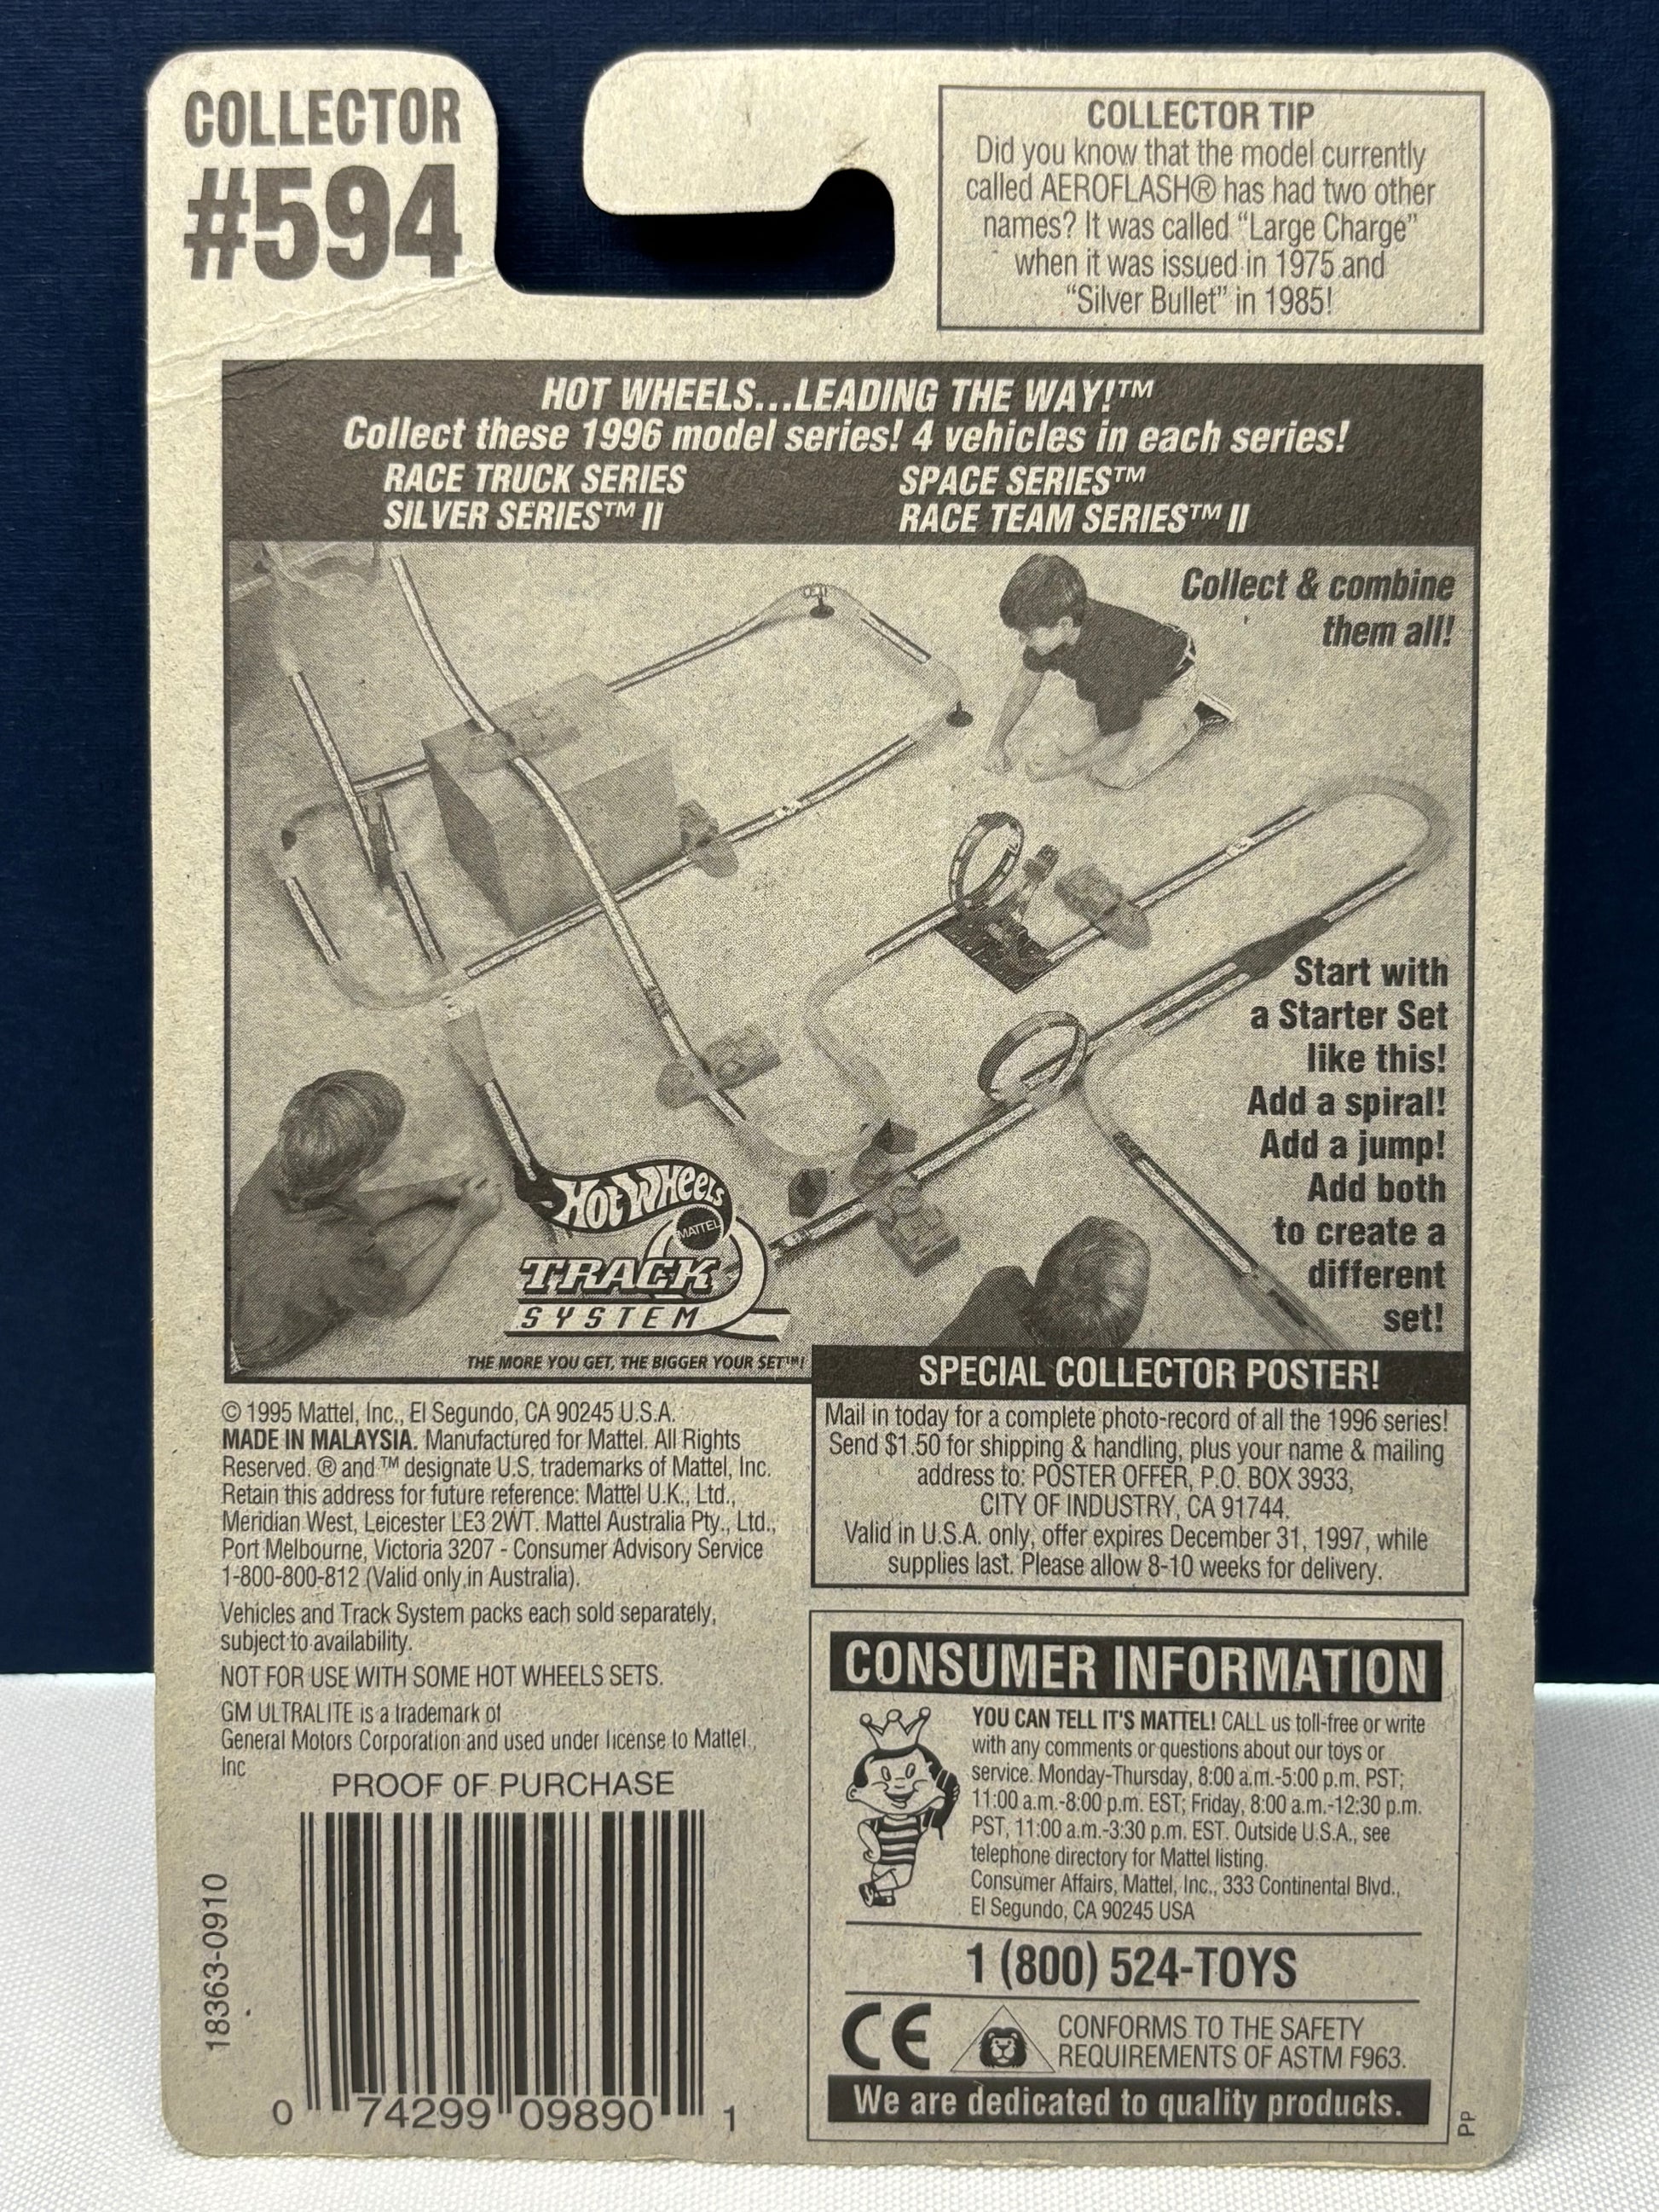 COLLECTOR
#594
COLLECTOR TIP
Did you know that the model currently
called AEROFLASH® has had two other
names? It was called “Large Charge”
when it was issued in 1975 and
“Silver Bullet” in 1985!
HOT WHEELS...LEADING THE WAY!™
Collect these 1996 model series! 4 vehicles in each series!
RACE TRUCK SERIES
SILVER SERIES™ II
SPACE SERIES™
RACE TEAM SERIES™ II
Collect & combine
them all!
Start with
a Starter Set
like this!
Add a spiral!
Add a jump!
Add both
to create a
different
set!
Hot Wheels
MATTEL
TRACK
SYSTEM
THE MORE YOU GET, THE BIGGER YOUR SET™!
© 1995 Mattel, Inc., El Segundo, CA 90245 U.S.A.
MADE IN MALAYSIA. Manufactured for Mattel. All Rights
Reserved. ® and ™ designate U.S. trademarks of Mattel, Inc.
Retain this address for future reference: Mattel U.K., Ltd.,
Meridian West, Leicester LE3 2WT. Mattel Australia Pty., Ltd.,
Port Melbourne, Victoria 3207 - Consumer Advisory Service
1-800-800-812 (Valid only in Australia).
Vehicles and Track System packs each sold separately,
subject to availability.
NOT FOR USE WITH SOME HOT WHEELS SETS.
GM ULTRALITE is a trademark of
General Motors Corporation and used under license to Mattel.,
Inc
PROOF OF PURCHASE
18363-0910
0 74299 09890 1
SPECIAL COLLECTOR POSTER!
Mail in today for a complete photo-record of all the 1996 series!
Send $1.50 for shipping & handling, plus your name & mailing
address to: POSTER OFFER, P.O. BOX 3933,
CITY OF INDUSTRY, CA 91744.
Valid in U.S.A. only, offer expires December 31, 1997, while
supplies last. Please allow 8-10 weeks for delivery.
CONSUMER INFORMATION
YOU CAN TELL IT'S MATTEL! CALL us toll-free or write
with any comments or questions about our toys or
service. Monday-Thursday, 8:00 a.m.-5:00 p.m. PST;
11:00 a.m.-8:00 p.m. EST; Friday, 8:00 a.m.-12:30 p.m.
PST, 11:00 a.m.-3:30 p.m. EST. Outside U.S.A., see
telephone directory for Mattel listing.
Consumer Affairs, Mattel, Inc., 333 Continental Blvd.,
El Segundo, CA 90245 USA
1 (800) 524-TOYS
CE
CONFORMS TO THE SAFETY
REQUIREMENTS OF ASTM F963.
We are dedicated to quality products.
PP